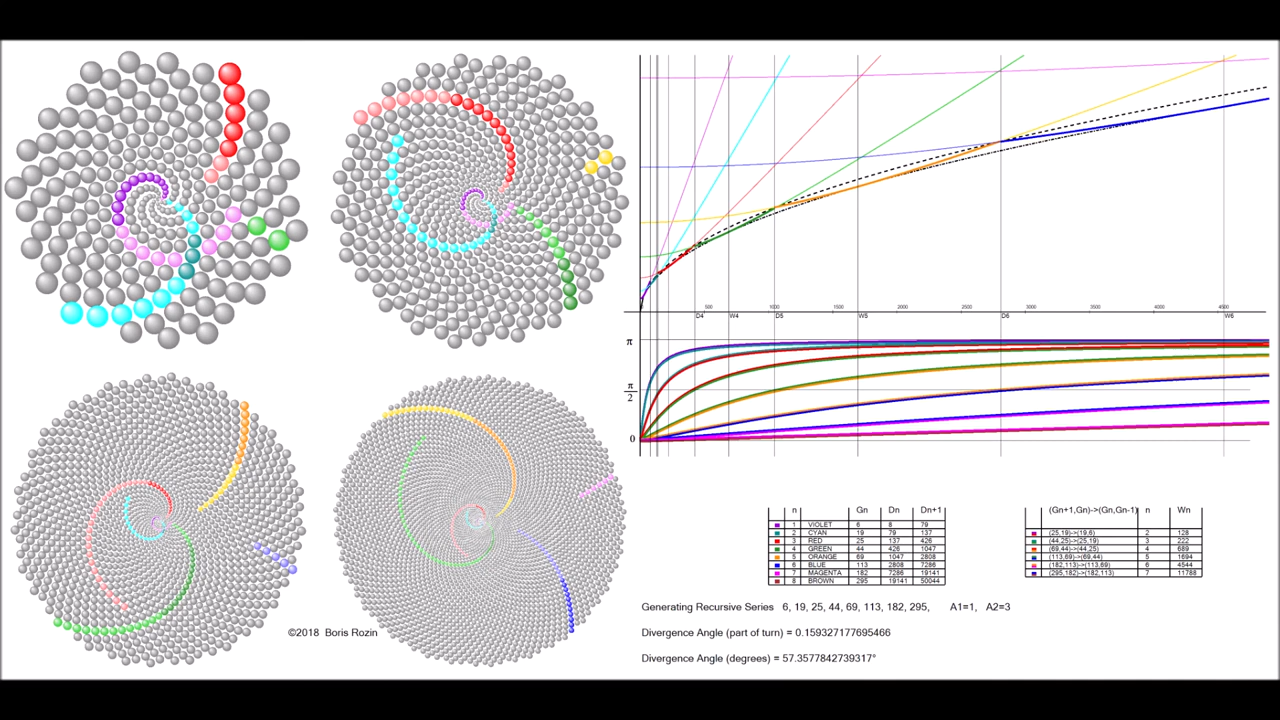 500 1000 1500 2000 2500 3000 3500 4000 4500
D4 W4 D5 W5 D6 W6
π
π
2
0
n Gn Dn Dn+1
1 VIOLET 6 8 79
2 CYAN 19 79 137
3 RED 25 137 426
4 GREEN 44 426 1047
5 ORANGE 69 1047 2808
6 BLUE 113 2808 7286
7 MAGENTA 182 7286 19141
8 BROWN 295 19141 50044
(Gn+1,Gn)->(Gn,Gn-1) n Wn
(25,19)->(19,6) 2 128
(44,25)->(25,19) 3 222
(69,44)->(44,25) 4 689
(113,69)->(69,44) 5 1694
(182,113)->(113,69) 6 4544
(295,182)->(182,113) 7 11788
Generating Recursive Series 6, 19, 25, 44, 69, 113, 182, 295, A1=1, A2=3
©2018 Boris Rozin
Divergence Angle (part of turn) = 0.159327177695466
Divergence Angle (degrees) = 57.3577842739317°